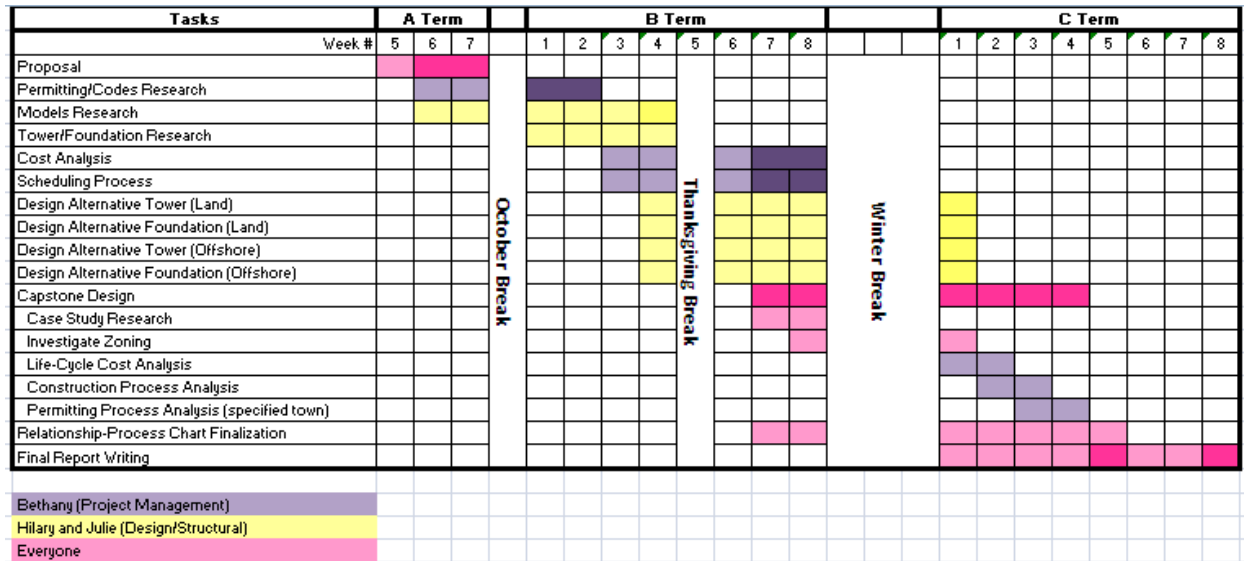 Tasks A Term B Term C Term
Week # 5 6 7 1 2 3 4 5 6 7 8 1 2 3 4 5 6 7 8
Proposal
Permitting/Codes Research
Models Research
Tower/Foundation Research
Cost Analysis
Scheduling Process
Design Alternative Tower (Land)
Design Alternative Foundation (Land)
Design Alternative Tower (Offshore)
Design Alternative Foundation (Offshore)
Capstone Design
Case Study Research
Investigate Zoning
Life-Cycle Cost Analysis
Construction Process Analysis
Permitting Process Analysis (specified town)
Relationship-Process Chart Finalization
Final Report Writing
October Break
Thanksgiving Break
Winter Break
Bethany (Project Management)
Hilary and Julie (Design/Structural)
Everyone